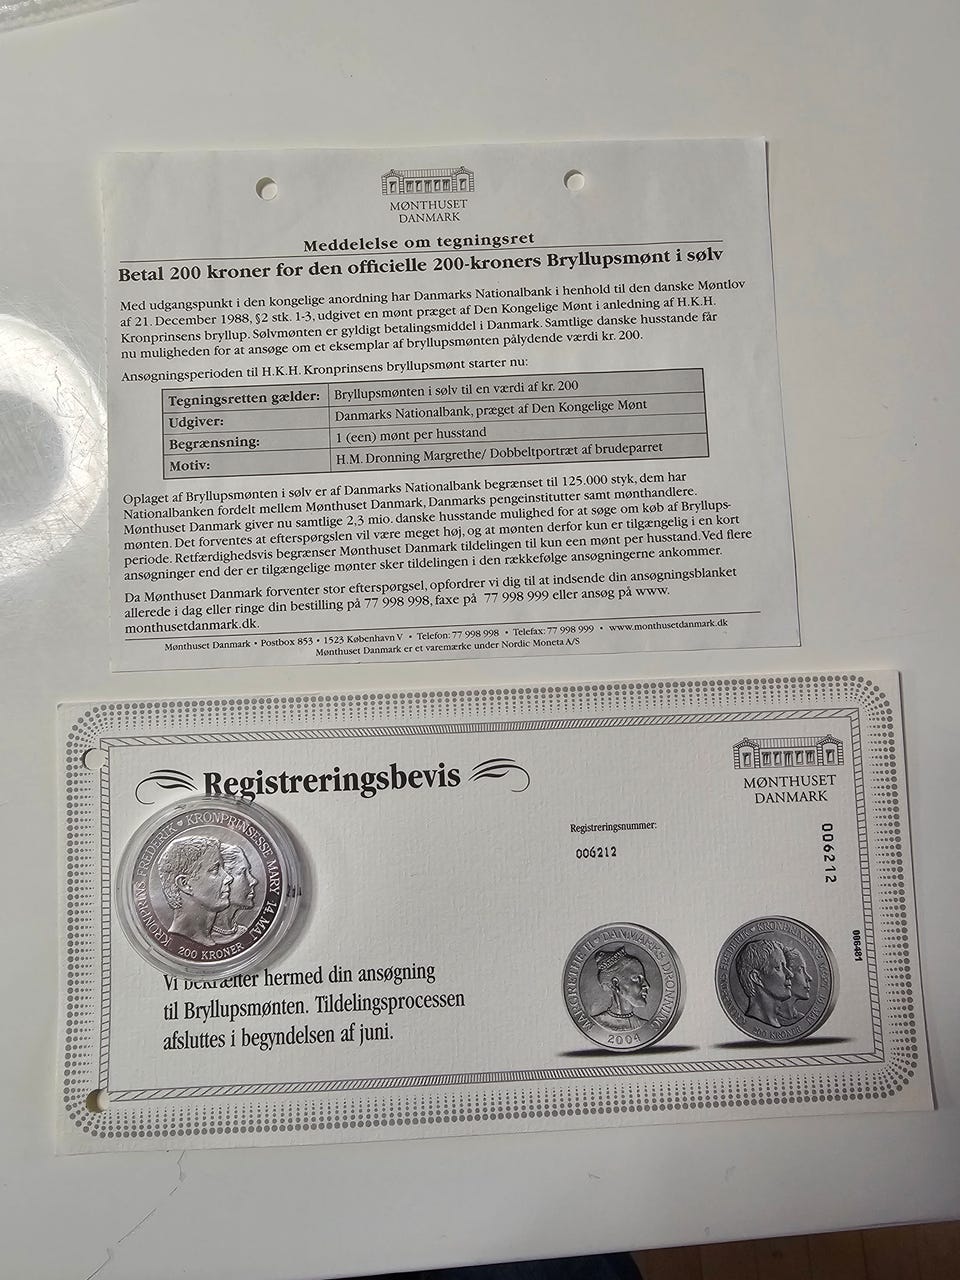 MØNTHUSET
DANMARK
Meddelelse om tegningsret
Betal 200 kroner for den officielle 200-kroners Bryllupsmønt i sølv
Med udgangspunkt i den kongelige anordning har Danmarks Nationalbank i henhold til den danske Møntlov
af 21. December 1988, §2 stk. 1-3, udgivet en mønt præget af Den Kongelige Mønt i anledning af H.K.H.
Kronprinsens bryllup. Sølvmønten er gyldigt betalingsmiddel i Danmark. Samtlige danske husstande får
nu muligheden for at ansøge om et eksemplar af bryllupsmønten pålydende værdi kr. 200.
Ansøgningsperioden til H.K.H. Kronprinsens bryllupsmønt starter nu:
Tegningsretten gælder: Bryllupsmønten i sølv til en værdi af kr. 200
Udgiver: Danmarks Nationalbank, præget af Den Kongelige Mønt
Begrænsning: 1 (een) mønt per husstand
Motiv: H.M. Dronning Margrethe/ Dobbeltportræt af brudeparret
Oplaget af Bryllupsmønten i sølv er af Danmarks Nationalbank begrænset til 125.000 styk, dem har
Nationalbanken fordelt mellem Mønthuset Danmark, Danmarks pengeinstitutter samt mønthandlere.
Mønthuset Danmark giver nu samtlige 2,3 mio. danske husstande mulighed for at søge om køb af Bryllups-
mønten. Det forventes at efterspørgslen vil være meget høj, og at mønten derfor kun er tilgængelig i en kort
periode. Retfærdighedsvis begrænser Mønthuset Danmark tildelingen til kun een mønt per husstand. Ved flere
ansøgninger end der er tilgængelige mønter sker tildelingen i den rækkefølge ansøgningerne ankommer.
Da Mønthuset Danmark forventer stor efterspørgsel, opfordrer vi dig til at indsende din ansøgningsblanket
allerede i dag eller ringe din bestilling på 77 998 998, faxe på 77 998 999 eller ansøg på www.
monthusetdanmark.dk.
Mønthuset Danmark • Postbox 853 • 1523 København V • Telefon: 77 998 998 • Telefax: 77 998 999 • www.monthusetdanmark.dk
Mønthuset Danmark er et varemærke under Nordic Moneta A/S
Registreringsbevis
MØNTHUSET
DANMARK
Registreringsnummer:
006212
006212
006481
KRONPRINS FREDERIK ♥ KRONPRINSESSE MARY 14 MAJ
200 KRONER
Vi bekræfter hermed din ansøgning
til Bryllupsmønten. Tildelingsprocessen
afsluttes i begyndelsen af juni.
MARGRETHE II • DANMARKS DRONNING
2004
200 KRONER